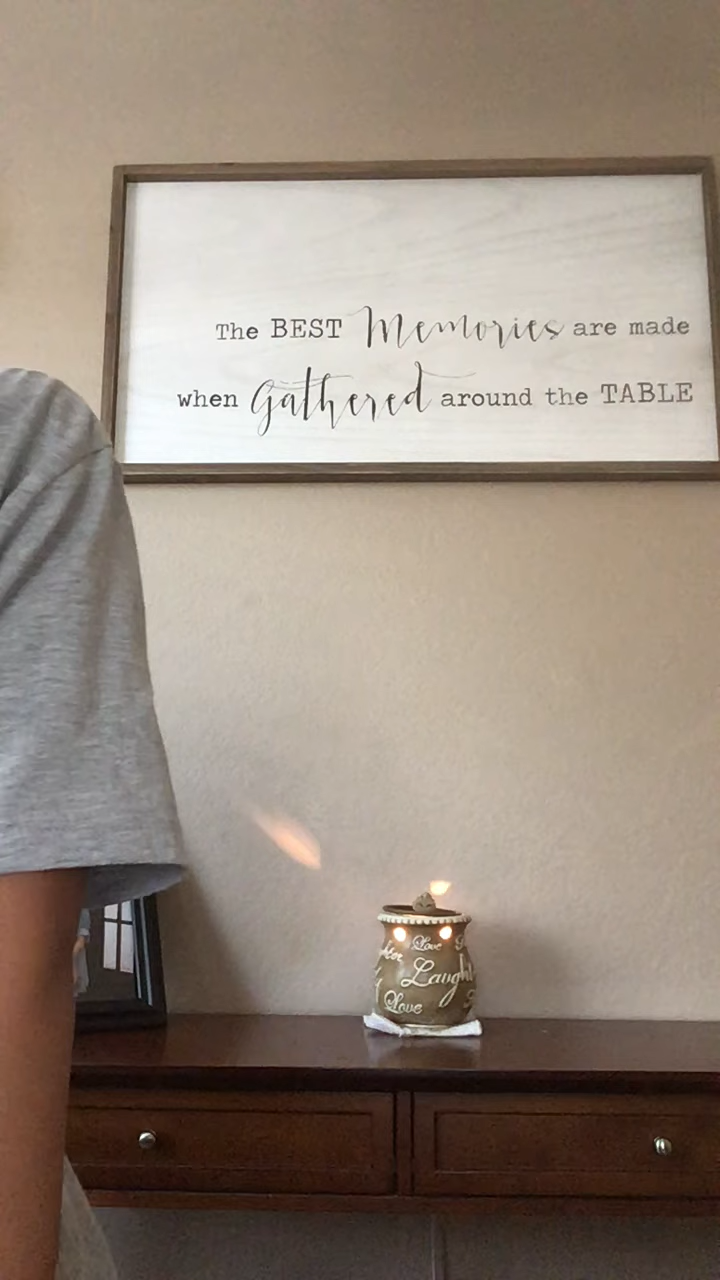 The BEST Memories are made
when Gathered around the TABLE
Love
Laugh
Love